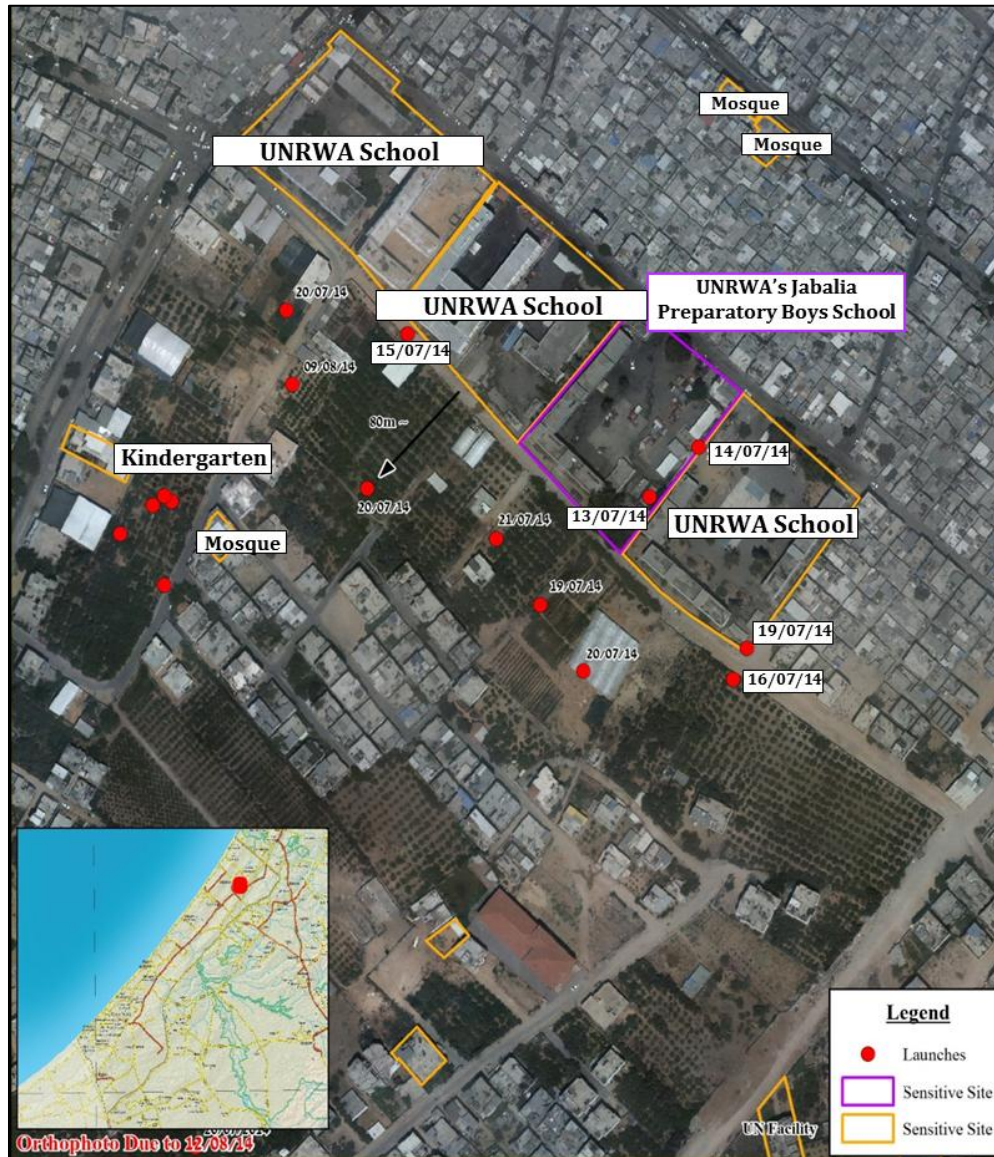 Mosque
Mosque
UNRWA School
UNRWA's Jabalia
Preparatory Boys School
20/07/14
UNRWA School
15/07/14
09/08/14
80m ~
14/07/14
Kindergarten
20/07/14
13/07/14
UNRWA School
21/07/14
Mosque
19/07/14
19/07/14
20/07/14
16/07/14
Legend
Launches
Sensitive Site
Sensitive Site
UN Facility
Orthophoto Due to 12/08/14